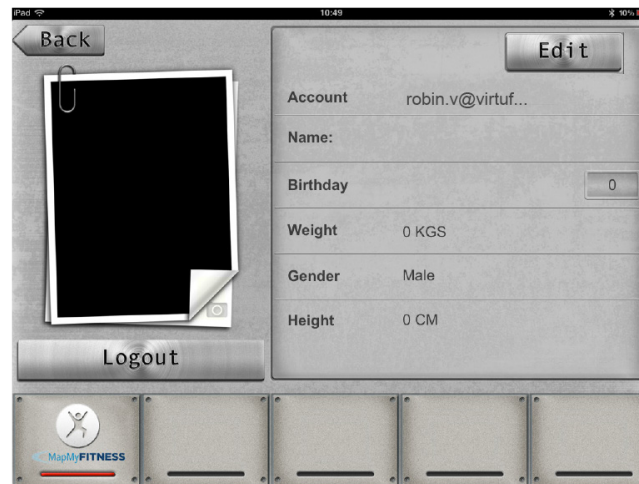 iPad 10:49 10%
Back
Edit
Account robin.v@virtuf...
Name:
Birthday 0
Weight 0 KGS
Gender Male
Height 0 CM
Logout
MapMyFITNESS